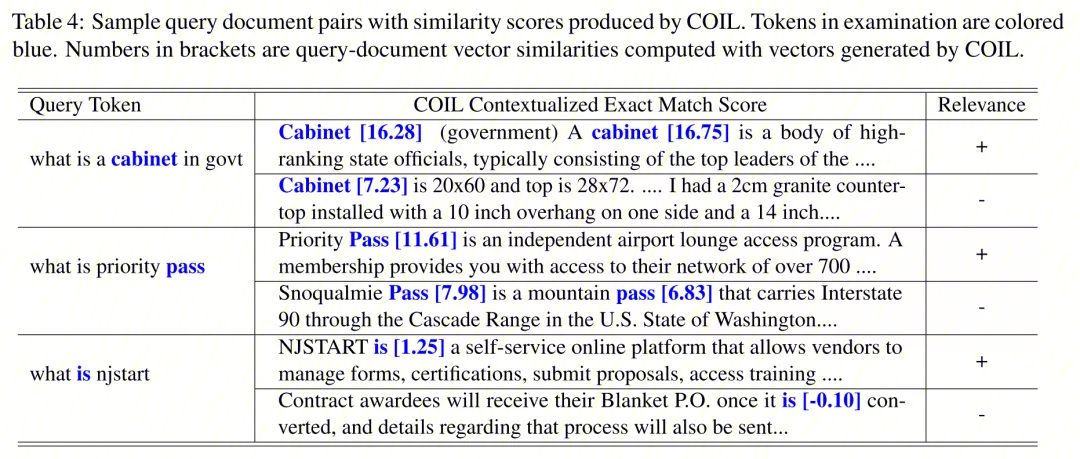 Table 4: Sample query document pairs with similarity scores produced by COIL. Tokens in examination are colored
blue. Numbers in brackets are query-document vector similarities computed with vectors generated by COIL.
Query Token COIL Contextualized Exact Match Score Relevance
what is a cabinet in govt
Cabinet [16.28] (government) A cabinet [16.75] is a body of high-
ranking state officials, typically consisting of the top leaders of the ....
+
Cabinet [7.23] is 20x60 and top is 28x72. .... I had a 2cm granite counter-
top installed with a 10 inch overhang on one side and a 14 inch....
-
what is priority pass
Priority Pass [11.61] is an independent airport lounge access program. A
membership provides you with access to their network of over 700 ....
+
Snoqualmie Pass [7.98] is a mountain pass [6.83] that carries Interstate
90 through the Cascade Range in the U.S. State of Washington....
-
what is njstart
NJSTART is [1.25] a self-service online platform that allows vendors to
manage forms, certifications, submit proposals, access training ....
+
Contract awardees will receive their Blanket P.O. once it is [-0.10] con-
verted, and details regarding that process will also be sent...
-